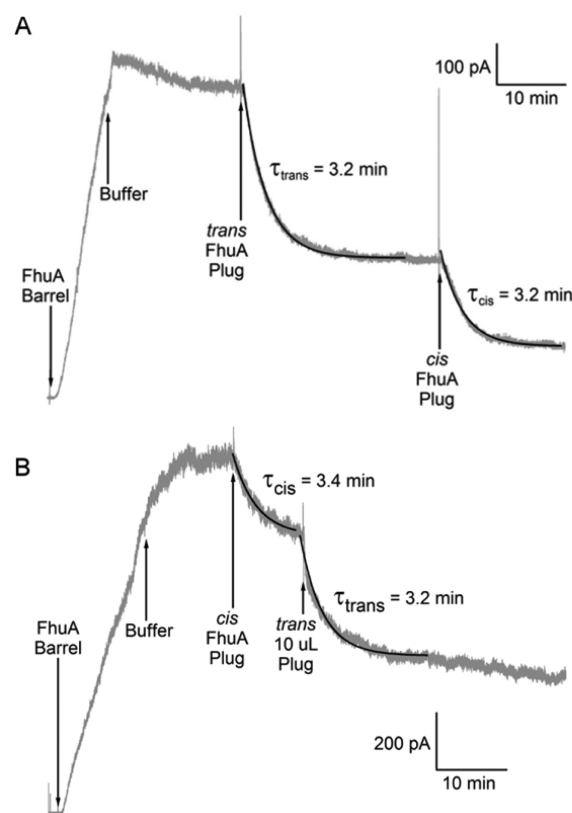 A
100 pA
10 min
Buffer
τtrans = 3.2 min
trans
FhuA
Plug
FhuA
Barrel
τcis = 3.2 min
cis
FhuA
Plug
B
τcis = 3.4 min
FhuA
Barrel
Buffer
cis
FhuA
Plug
trans
10 uL
Plug
τtrans = 3.2 min
200 pA
10 min